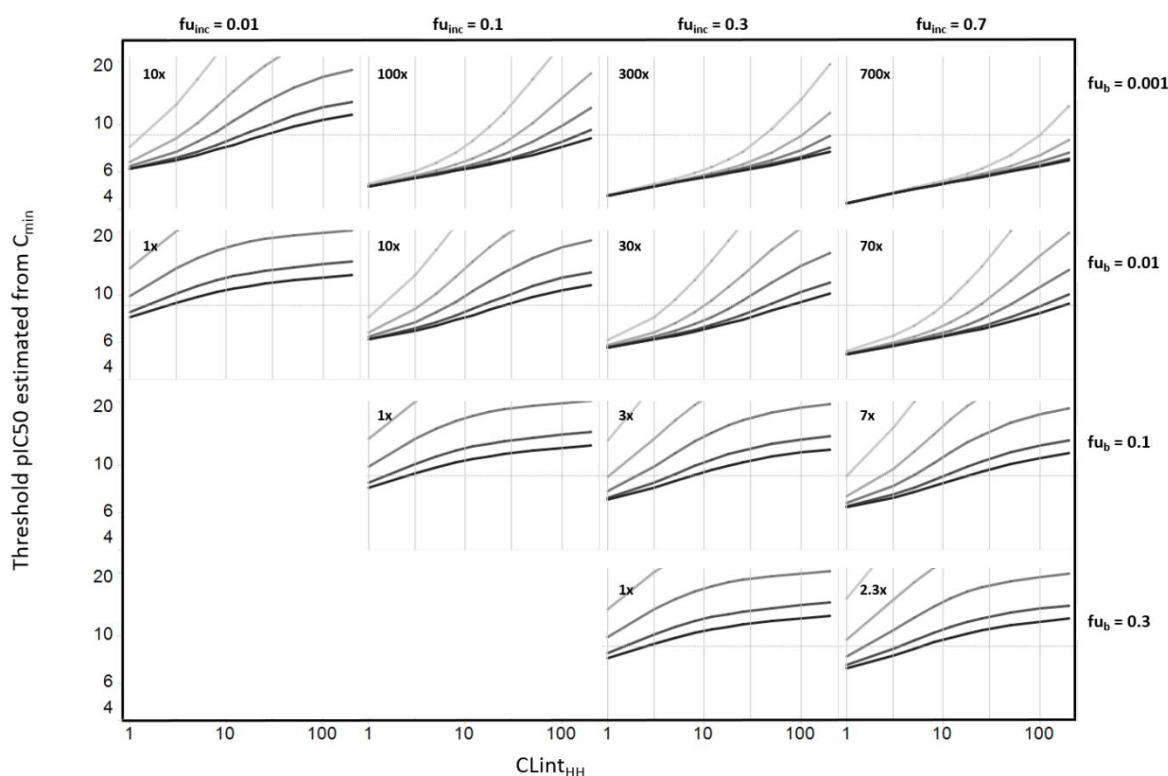 fuinc = 0.01 fuinc = 0.1 fuinc = 0.3 fuinc = 0.7
20 10x 100x 300x 700x fub = 0.001
10
6
4
20 1x 10x 30x 70x fub = 0.01
10
6
4
20 1x 3x 7x fub = 0.1
10
6
4
20 1x 2.3x fub = 0.3
10
6
4
1 10 100 1 10 100 1 10 100 1 10 100
CLintHH
Threshold pIC50 estimated from Cmin